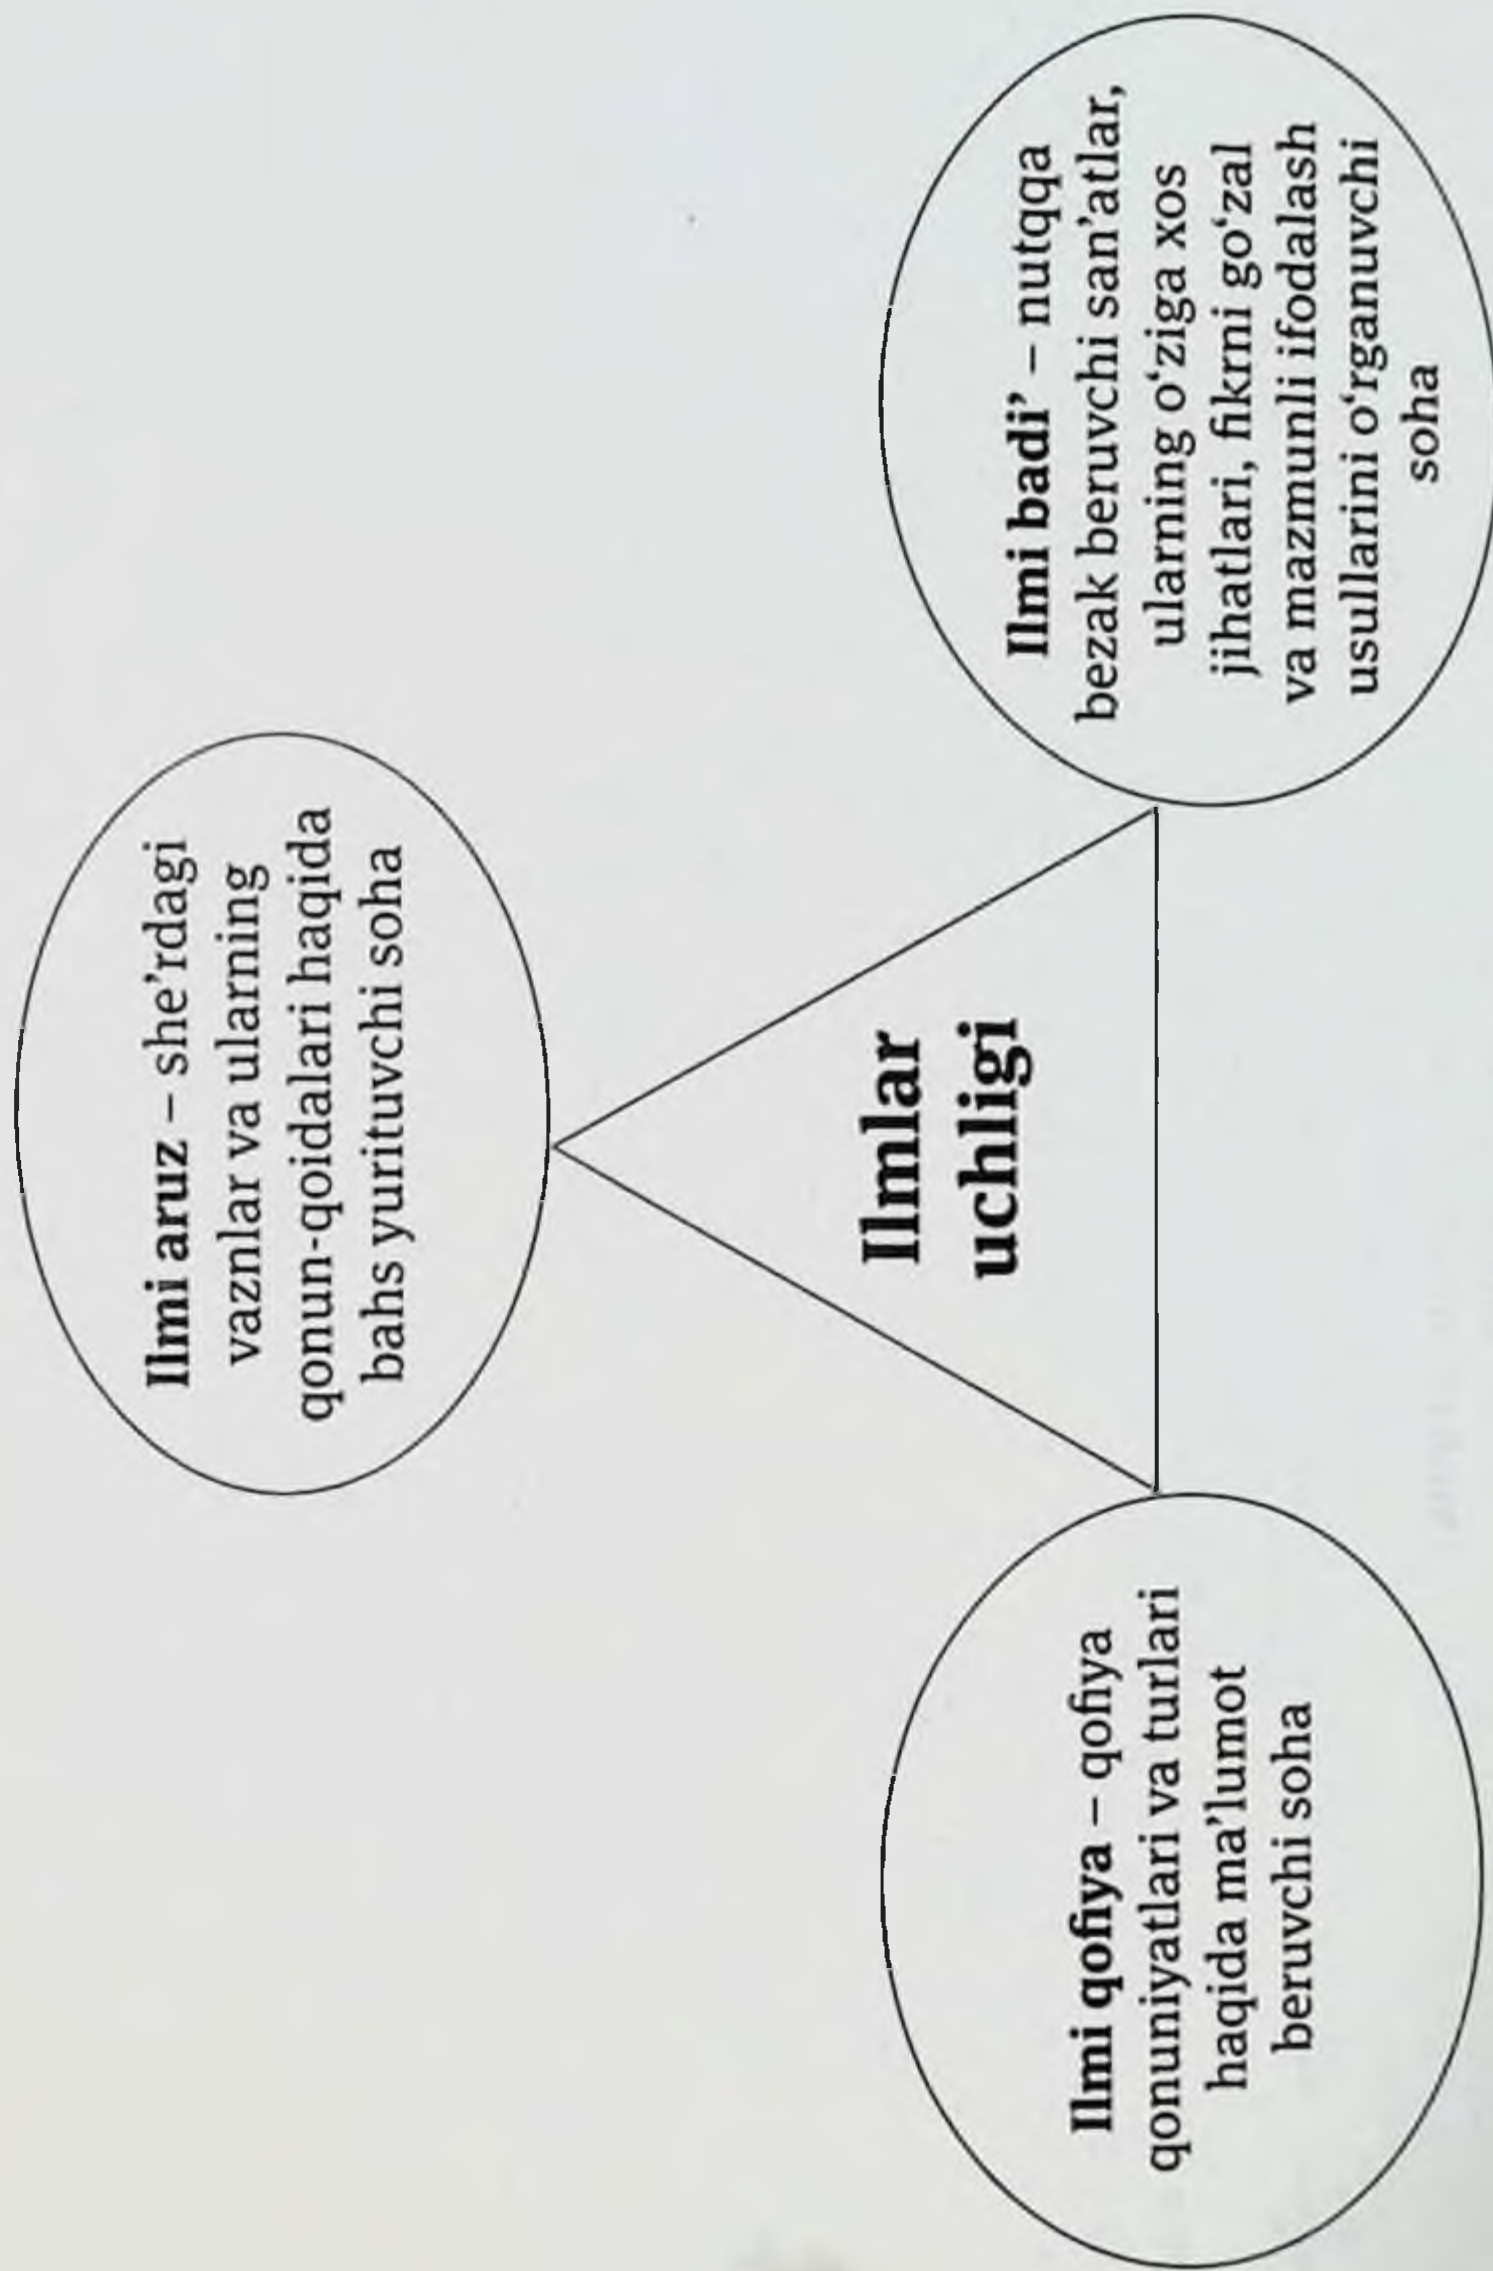 Ilmi aruz – she’rdagi
vaznlar va ularning
qonun-qoidalari haqida
bahs yurituvchi soha
Ilmlar
uchligi
Ilmi qofiya – qofiya
qonuniyatlari va turlari
haqida ma’lumot
beruvchi soha
Ilmi badi’ – nutqqa
bezak beruvchi san’atlar,
ularning o‘ziga xos
jihatlari, fikrni go‘zal
va mazmunli ifodalash
usullarini o‘rganuvchi
soha